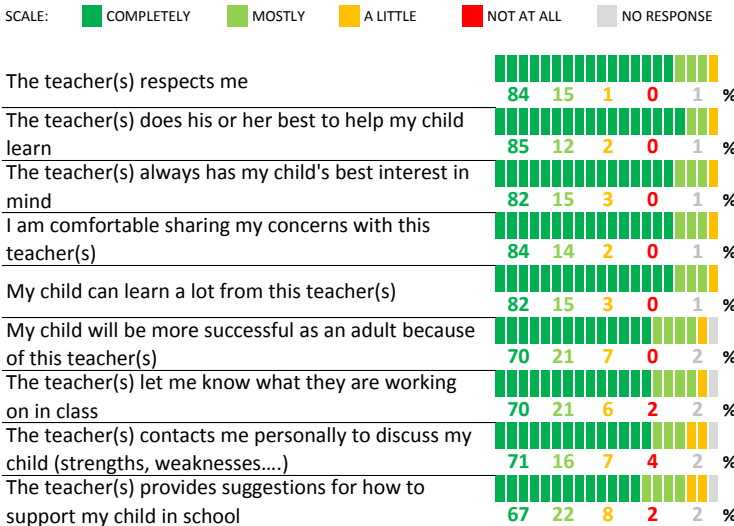 SCALE: COMPLETELY MOSTLY A LITTLE NOT AT ALL NO RESPONSE
The teacher(s) respects me
84 15 1 0 1 %
The teacher(s) does his or her best to help my child
learn
85 12 2 0 1 %
The teacher(s) always has my child's best interest in
mind
82 15 3 0 1 %
I am comfortable sharing my concerns with this
teacher(s)
84 14 2 0 1 %
My child can learn a lot from this teacher(s)
82 15 3 0 1 %
My child will be more successful as an adult because
of this teacher(s)
70 21 7 0 2 %
The teacher(s) let me know what they are working
on in class
70 21 6 2 2 %
The teacher(s) contacts me personally to discuss my
child (strengths, weaknesses....)
71 16 7 4 2 %
The teacher(s) provides suggestions for how to
support my child in school
67 22 8 2 2 %